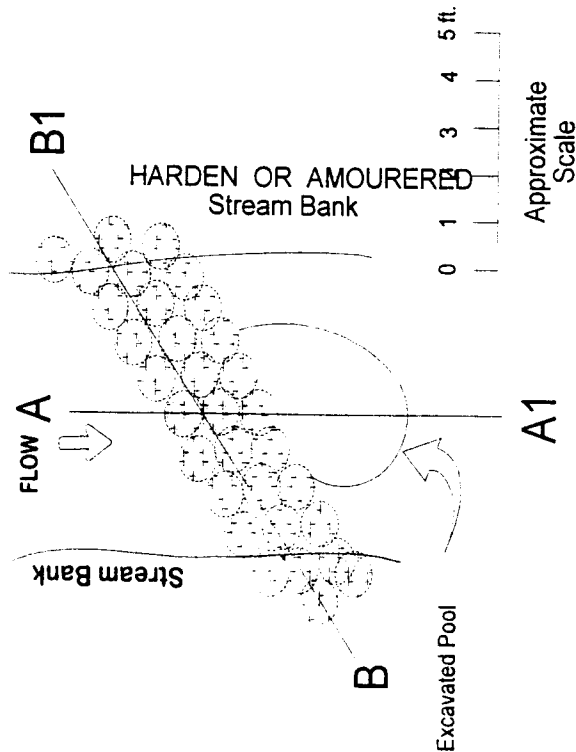 B1
HARDEN OR AMOURERED
Stream Bank
A
FLOW
Stream Bank
B
Excavated Pool
A1
0 1 2 3 4 5 ft.
Approximate
Scale